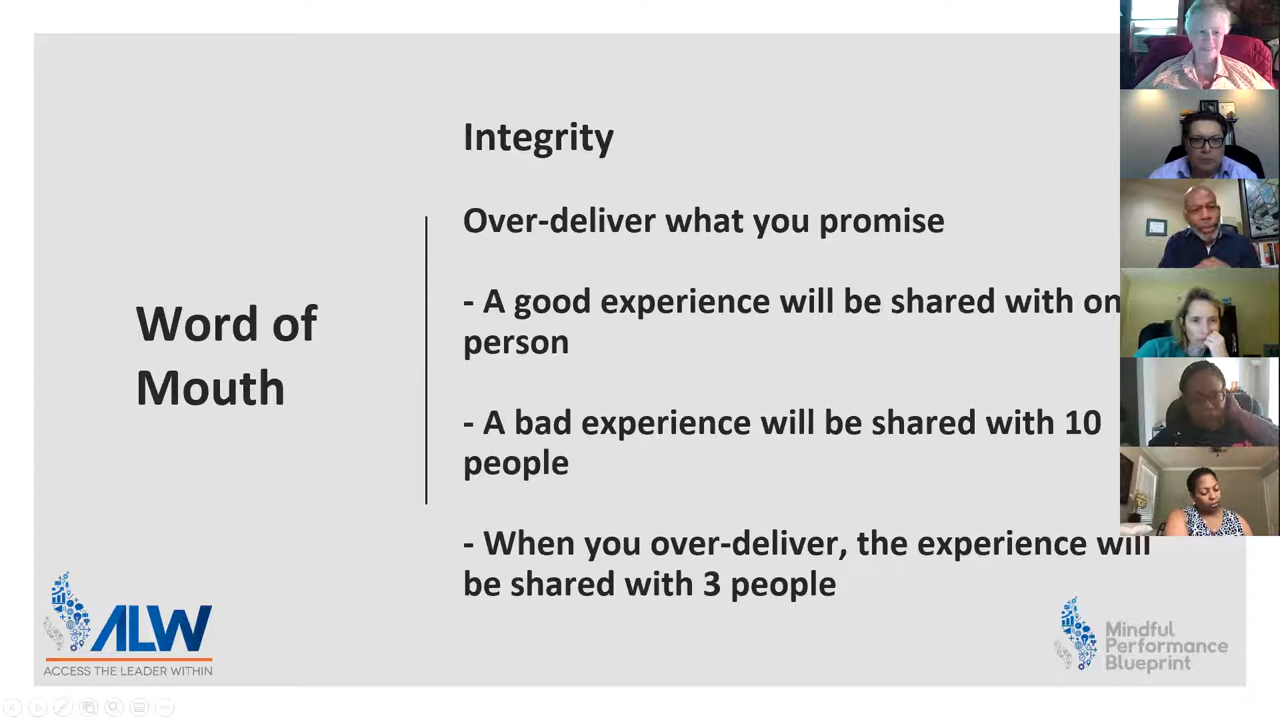 Integrity
Over-deliver what you promise
- A good experience will be shared with on
person
Word of
Mouth
- A bad experience will be shared with 10
people
- When you over-deliver, the experience will
be shared with 3 people
ALW
ACCESS THE LEADER WITHIN
Mindful
Performance
Blueprint